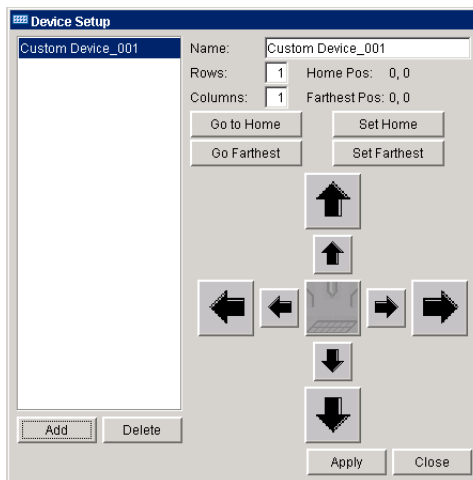 Device Setup
Custom Device_001
Name: Custom Device_001
Rows: 1 Home Pos: 0, 0
Columns: 1 Farthest Pos: 0, 0
Go to Home Set Home
Go Farthest Set Farthest
Add Delete
Apply Close